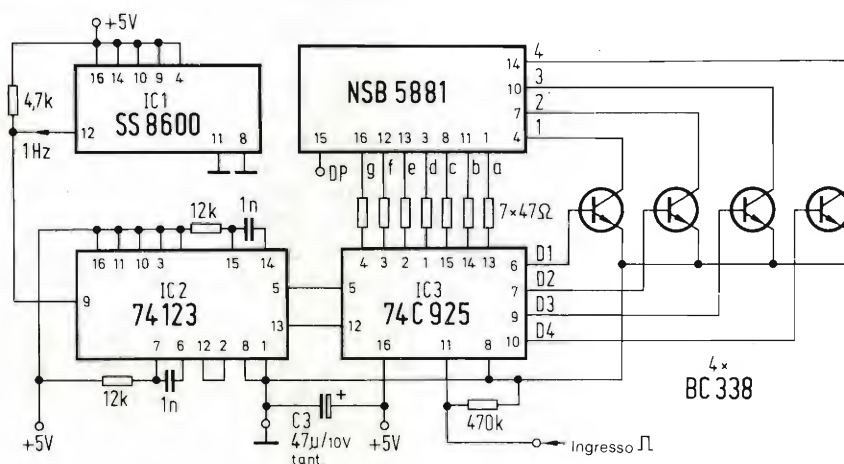 +5V
16 14 10 9 4
IC1
SS 8600
4,7k
12
1Hz
11 8
NSB 5881
15 16 12 13 3 8 11 1
14
10
7
4
4
3
2
1
DP
g f e d c b a
7×47Ω
12k
1n
16 11 10 3 15 14
IC2
74123
9
5
13
7 6 12 2 8 1
12k
1n
+5V
4 3 2 1 15 14 13
IC3
74C925
5
12
16 11 8
6
7
9
10
D1
D2
D3
D4
C3
47µ/10V
tant.
+
+5V
470k
Ingresso
4×
BC 338